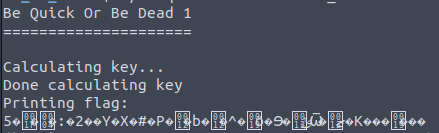 Be Quick Or Be Dead 1
=====================
Calculating key...
Done calculating key
Printing flag: